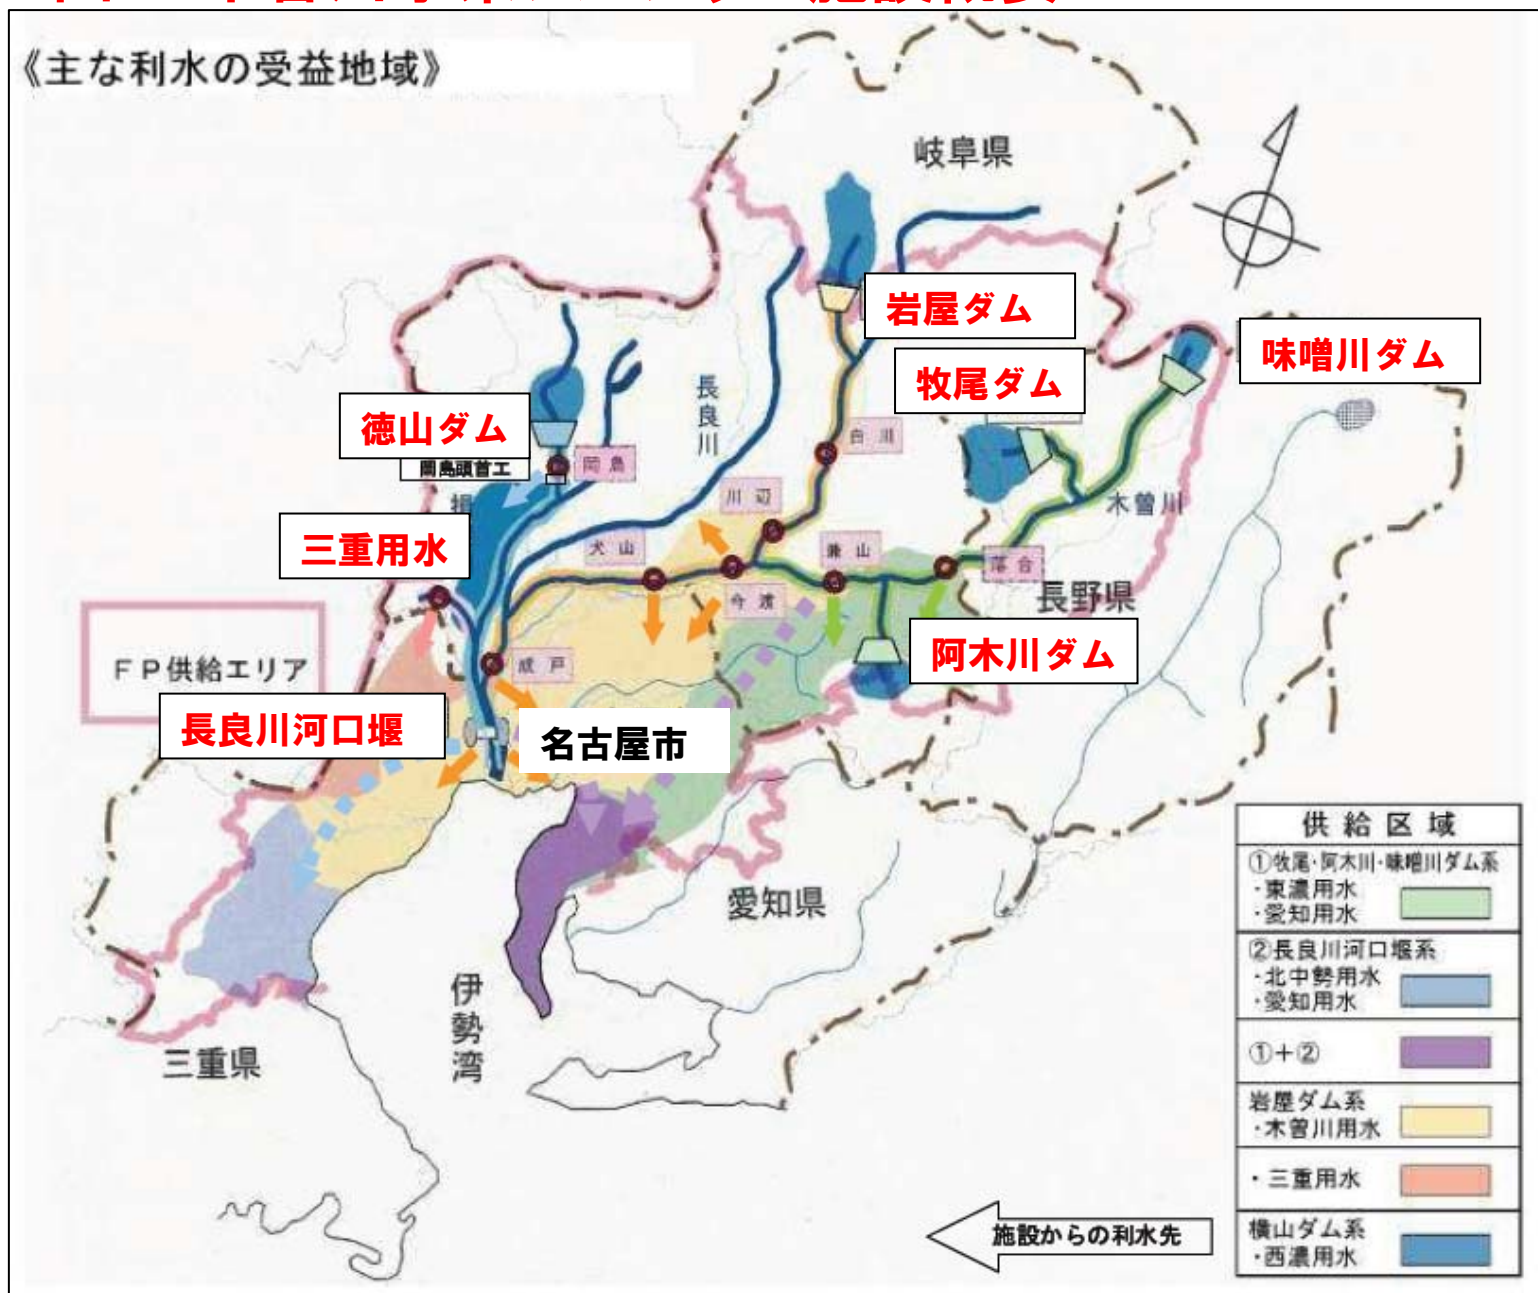 《主な利水の受益地域》
岐阜県
岩屋ダム
味噌川ダム
牧尾ダム
長良川
徳山ダム
白川
岡島
岡島頭首工
揖
川辺
木曽川
三重用水
犬山
兼山
落合
今渡
長野県
FP供給エリア
成戸
阿木川ダム
長良川河口堰
名古屋市
愛知県
伊勢湾
三重県
供給区域
①牧尾・阿木川・味噌川ダム系
・東濃用水
・愛知用水
②長良川河口堰系
・北中勢用水
・愛知用水
①+②
岩屋ダム系
・木曽川用水
・三重用水
横山ダム系
・西濃用水
施設からの利水先